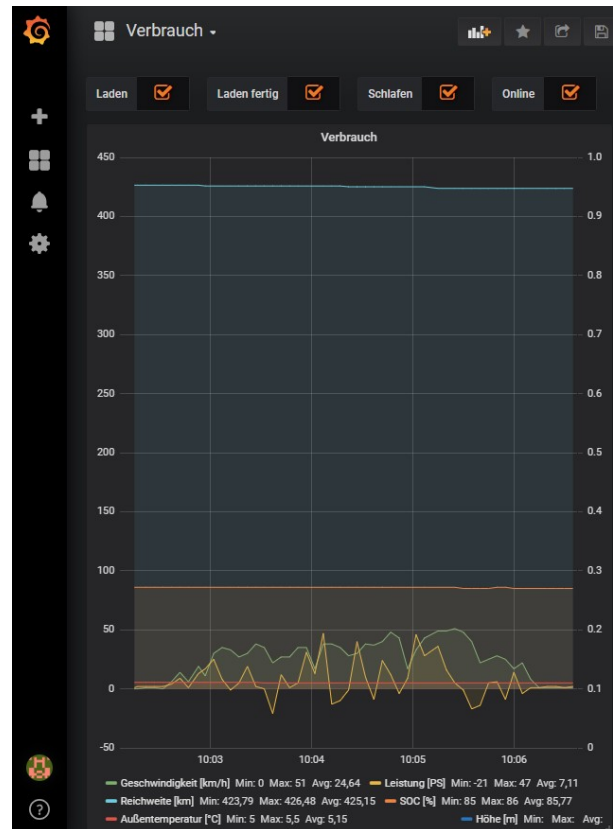 Verbrauch
Laden Laden fertig Schlafen Online
Verbrauch
450 1.0
400 0.9
350 0.8
300 0.7
250 0.6
200 0.5
150 0.4
100 0.3
50 0.2
0 0.1
-50 0
10:03 10:04 10:05 10:06
Geschwindigkeit [km/h] Min: 0 Max: 51 Avg: 24,64 Leistung [PS] Min: -21 Max: 47 Avg: 7,11
Reichweite [km] Min: 423,79 Max: 426,48 Avg: 425,15 SOC [%] Min: 85 Max: 86 Avg: 85,77
Außentemperatur [°C] Min: 5 Max: 5,5 Avg: 5,15 Höhe [m] Min: Max: Avg:
?